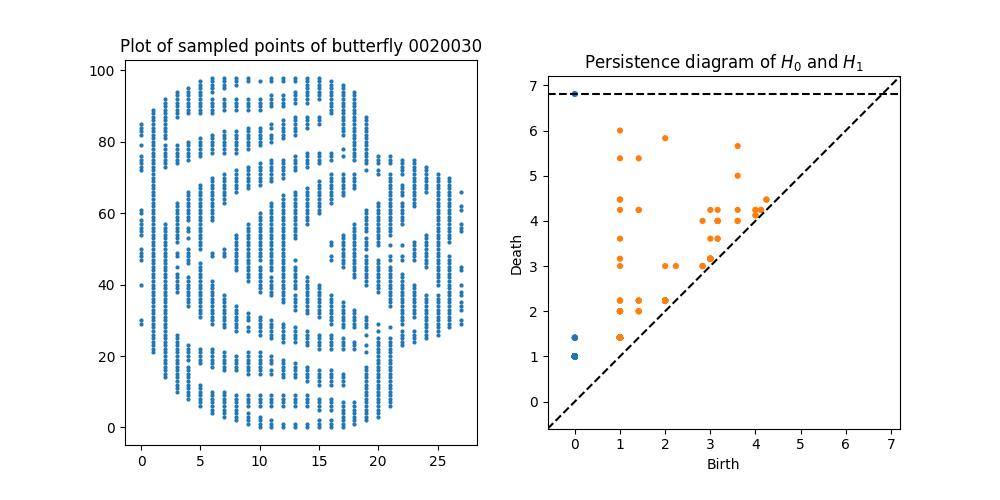 Plot of sampled points of butterfly 0020030
100
80
60
40
20
0
0 5 10 15 20 25
Persistence diagram of $H_0$ and $H_1$
Death
7
6
5
4
3
2
1
0
0 1 2 3 4 5 6 7
Birth